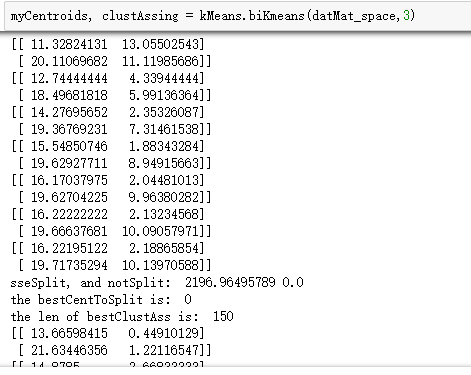 myCentroids, clustAssing = kMeans.biKmeans(datMat_space,3)
[[ 11.32824131  13.05502543]
 [ 20.11069682  11.11985686]]
[[ 12.74444444   4.33944444]
 [ 18.49681818   5.99136364]]
[[ 14.27695652   2.35326087]
 [ 19.36769231   7.31461538]]
[[ 15.54850746   1.88343284]
 [ 19.62927711   8.94915663]]
[[ 16.17037975   2.04481013]
 [ 19.62704225   9.96380282]]
[[ 16.22222222   2.13234568]
 [ 19.66637681  10.09057971]]
[[ 16.22195122   2.18865854]
 [ 19.71735294  10.13970588]]
sseSplit, and notSplit:  2196.96495789 0.0
the bestCentToSplit is:  0
the len of bestClustAss is:  150
[[ 13.66598415   0.44910129]
 [ 21.63446356   1.22116547]]